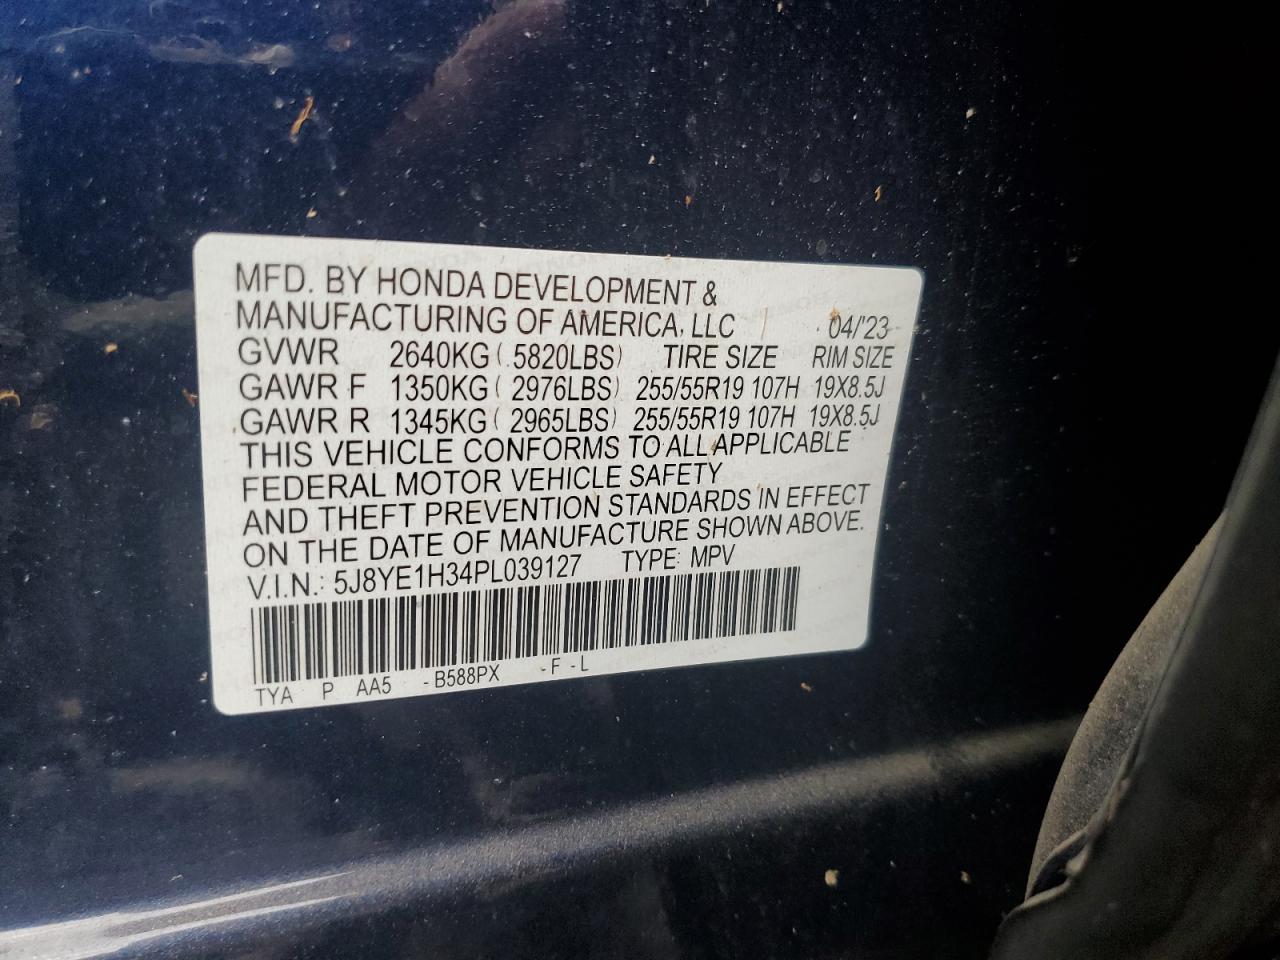 MFD. BY HONDA DEVELOPMENT &
MANUFACTURING OF AMERICA, LLC 04/'23
GVWR 2640KG ( 5820LBS) TIRE SIZE RIM SIZE
GAWR F 1350KG ( 2976LBS) 255/55R19 107H 19X8.5J
GAWR R 1345KG ( 2965LBS) 255/55R19 107H 19X8.5J
THIS VEHICLE CONFORMS TO ALL APPLICABLE
FEDERAL MOTOR VEHICLE SAFETY
AND THEFT PREVENTION STANDARDS IN EFFECT
ON THE DATE OF MANUFACTURE SHOWN ABOVE.
V.I.N.: 5J8YE1H34PL039127 TYPE: MPV
TYA P AA5 -B588PX -F -L